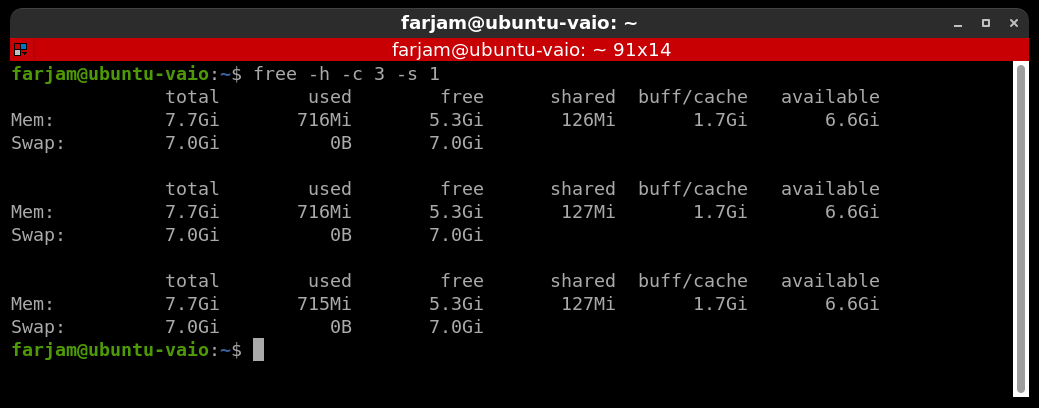 farjam@ubuntu-vaio: ~
farjam@ubuntu-vaio: ~ 91x14
farjam@ubuntu-vaio:~$ free -h -c 3 -s 1
              total        used        free      shared  buff/cache   available
Mem:          7.7Gi       716Mi       5.3Gi       126Mi       1.7Gi       6.6Gi
Swap:         7.0Gi          0B       7.0Gi

              total        used        free      shared  buff/cache   available
Mem:          7.7Gi       716Mi       5.3Gi       127Mi       1.7Gi       6.6Gi
Swap:         7.0Gi          0B       7.0Gi

              total        used        free      shared  buff/cache   available
Mem:          7.7Gi       715Mi       5.3Gi       127Mi       1.7Gi       6.6Gi
Swap:         7.0Gi          0B       7.0Gi
farjam@ubuntu-vaio:~$